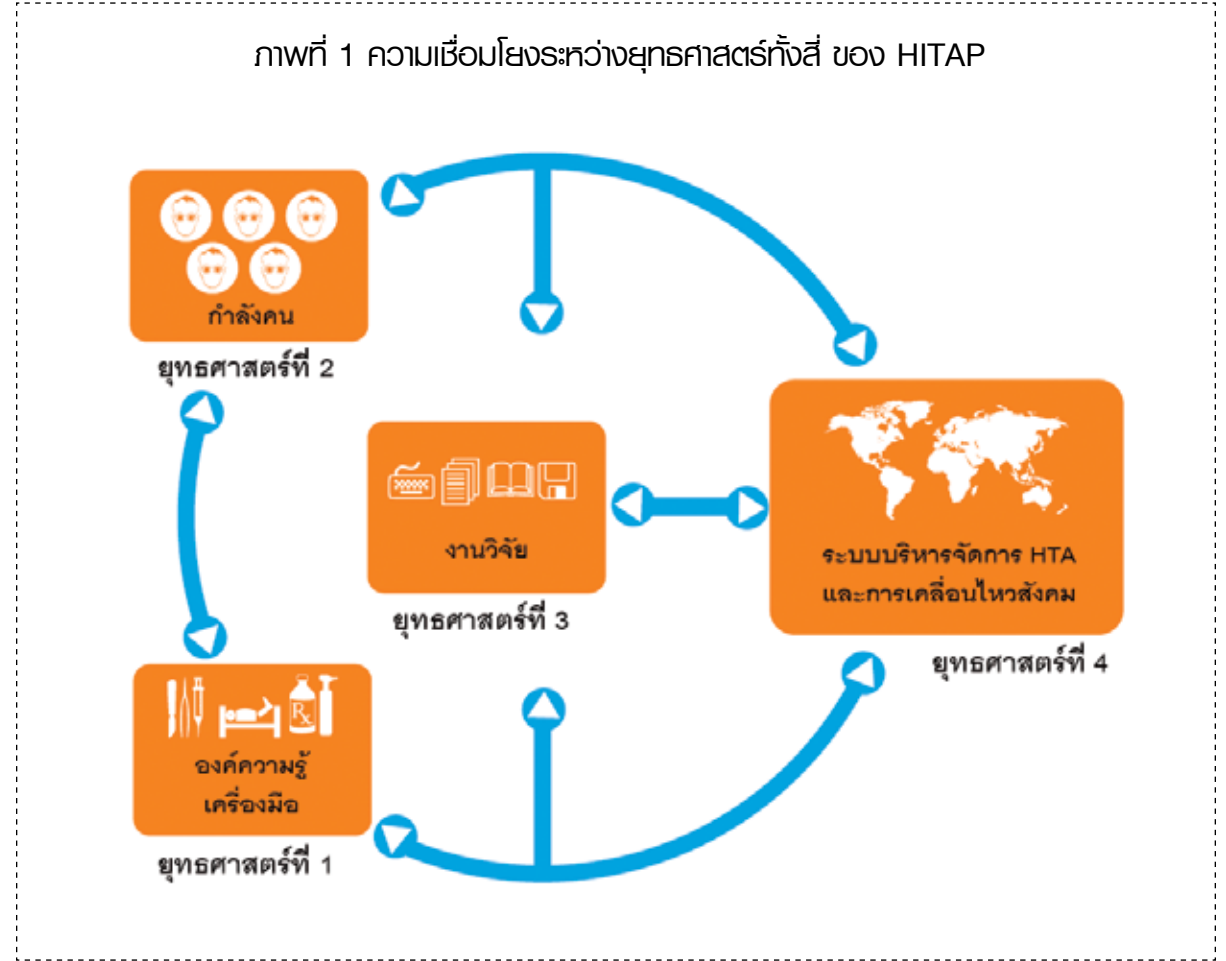 ภาพที่ 1 ความเชื่อมโยงระหว่างยุทธศาสตร์ทั้งสี่ ของ HITAP
กำลังคน
ยุทธศาสตร์ที่ 2
งานวิจัย
ยุทธศาสตร์ที่ 3
ระบบบริหารจัดการ HTA
และการเคลื่อนไหวสังคม
ยุทธศาสตร์ที่ 4
Rx
องค์ความรู้
เครื่องมือ
ยุทธศาสตร์ที่ 1